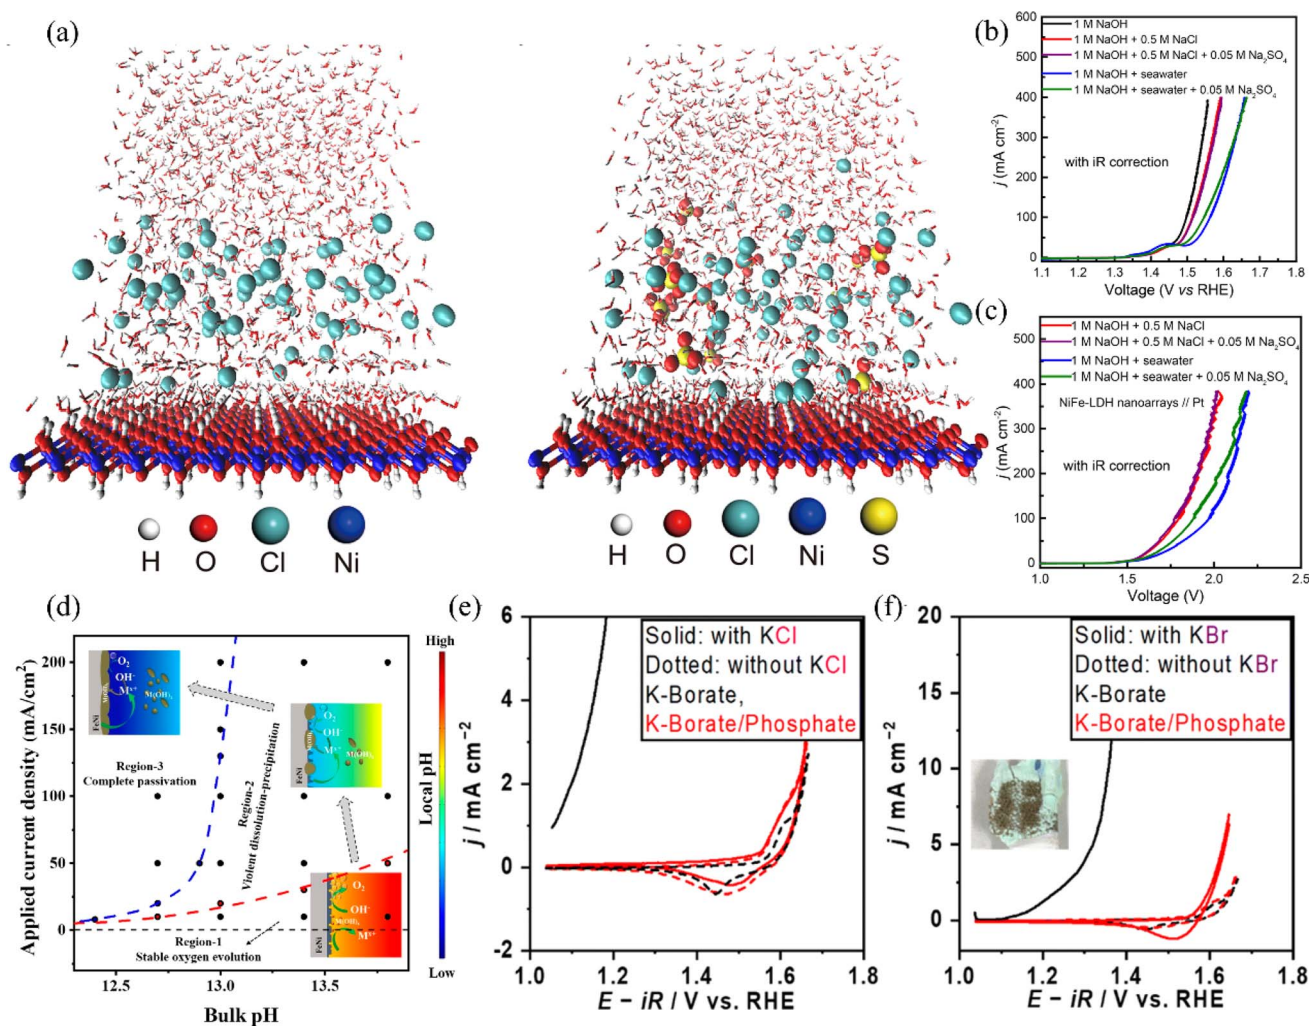 (a)
H O Cl Ni
H O Cl Ni S
(b)
600
500
400
300
200
100
0
j (mA cm⁻²)
1 M NaOH
1 M NaOH + 0.5 M NaCl
1 M NaOH + 0.5 M NaCl + 0.05 M Na₂SO₄
1 M NaOH + seawater
1 M NaOH + seawater + 0.05 M Na₂SO₄
with iR correction
1.1 1.2 1.3 1.4 1.5 1.6 1.7 1.8
Voltage (V vs RHE)
(c)
500
400
300
200
100
0
j (mA cm⁻²)
1 M NaOH + 0.5 M NaCl
1 M NaOH + 0.5 M NaCl + 0.05 M Na₂SO₄
1 M NaOH + seawater
1 M NaOH + seawater + 0.05 M Na₂SO₄
NiFe-LDH nanoarrays // Pt
with iR correction
1.0 1.5 2.0 2.5
Voltage (V)
(d)
Applied current density (mA/cm²)
200
150
100
50
0
O₂
OH⁻
M(OH)ₓ
FeNi
Region-3
Complete passivation
Region-2
Violent dissolution-precipitation
O₂
OH⁻
M(OH)ₓ
FeNi
O₂
OH⁻
FeNi
Region-1
Stable oxygen evolution
12.5 13.0 13.5
Bulk pH
High
Local pH
Low
(e)
6
4
2
0
-2
j / mA cm⁻²
Solid: with KCl
Dotted: without KCl
K-Borate,
K-Borate/Phosphate
1.0 1.2 1.4 1.6 1.8
E − iR / V vs. RHE
(f)
20
15
10
5
0
j / mA cm⁻²
Solid: with KBr
Dotted: without KBr
K-Borate
K-Borate/Phosphate
1.0 1.2 1.4 1.6 1.8
E − iR / V vs. RHE